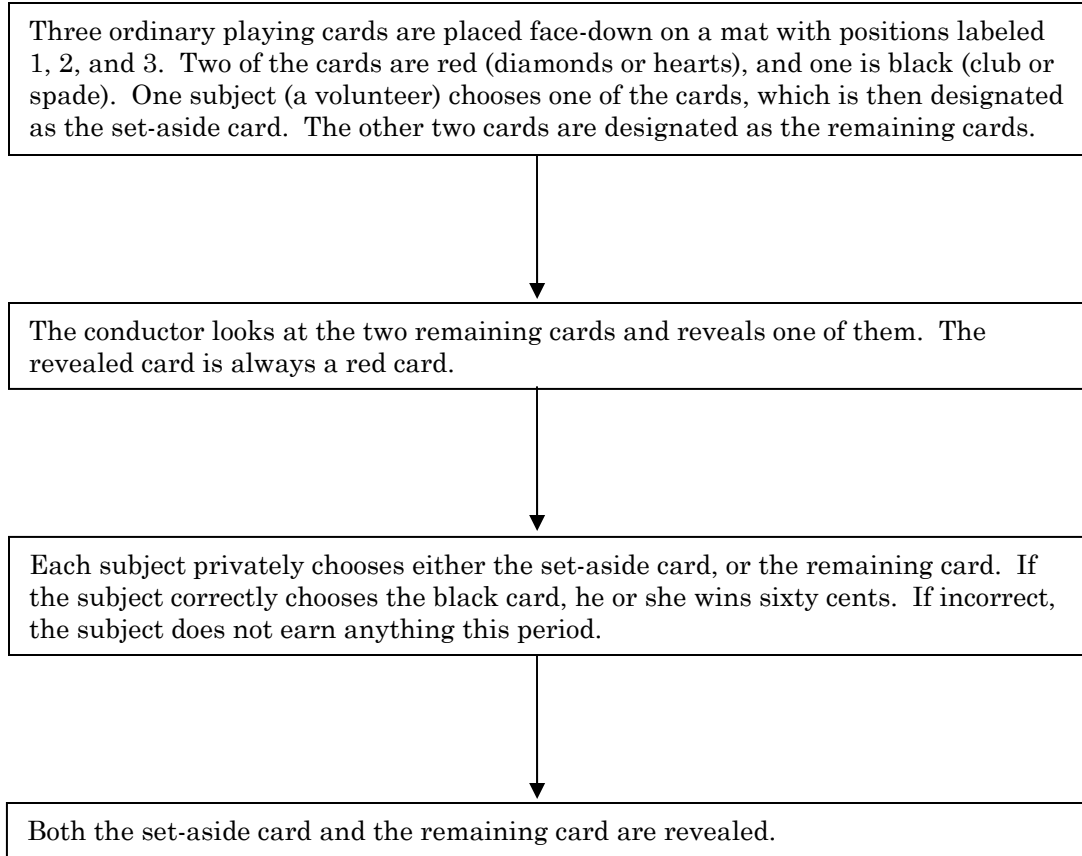 Three ordinary playing cards are placed face-down on a mat with positions labeled
1, 2, and 3.  Two of the cards are red (diamonds or hearts), and one is black (club or
spade).  One subject (a volunteer) chooses one of the cards, which is then designated
as the set-aside card.  The other two cards are designated as the remaining cards.
The conductor looks at the two remaining cards and reveals one of them.  The
revealed card is always a red card.
Each subject privately chooses either the set-aside card, or the remaining card.  If
the subject correctly chooses the black card, he or she wins sixty cents.  If incorrect,
the subject does not earn anything this period.
Both the set-aside card and the remaining card are revealed.